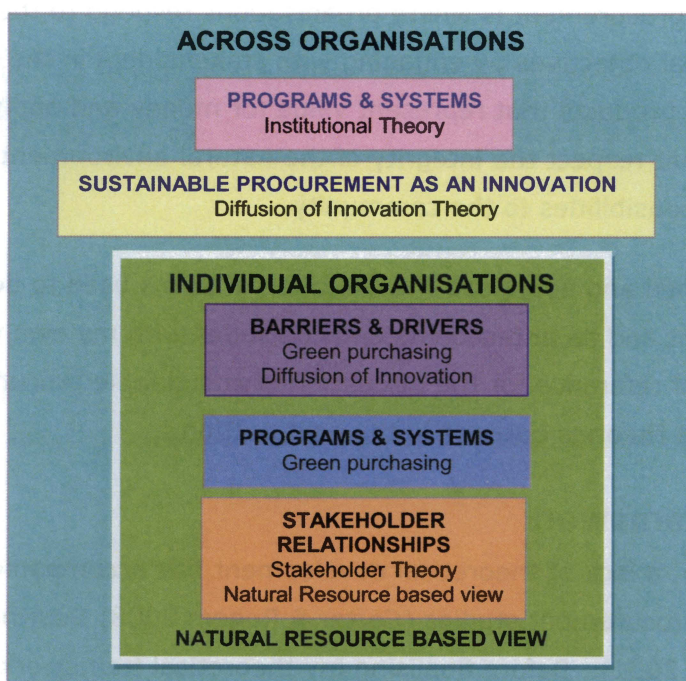 ACROSS ORGANISATIONS
PROGRAMS & SYSTEMS
Institutional Theory
SUSTAINABLE PROCUREMENT AS AN INNOVATION
Diffusion of Innovation Theory
INDIVIDUAL ORGANISATIONS
BARRIERS & DRIVERS
Green purchasing
Diffusion of Innovation
PROGRAMS & SYSTEMS
Green purchasing
STAKEHOLDER
RELATIONSHIPS
Stakeholder Theory
Natural Resource based view
NATURAL RESOURCE BASED VIEW